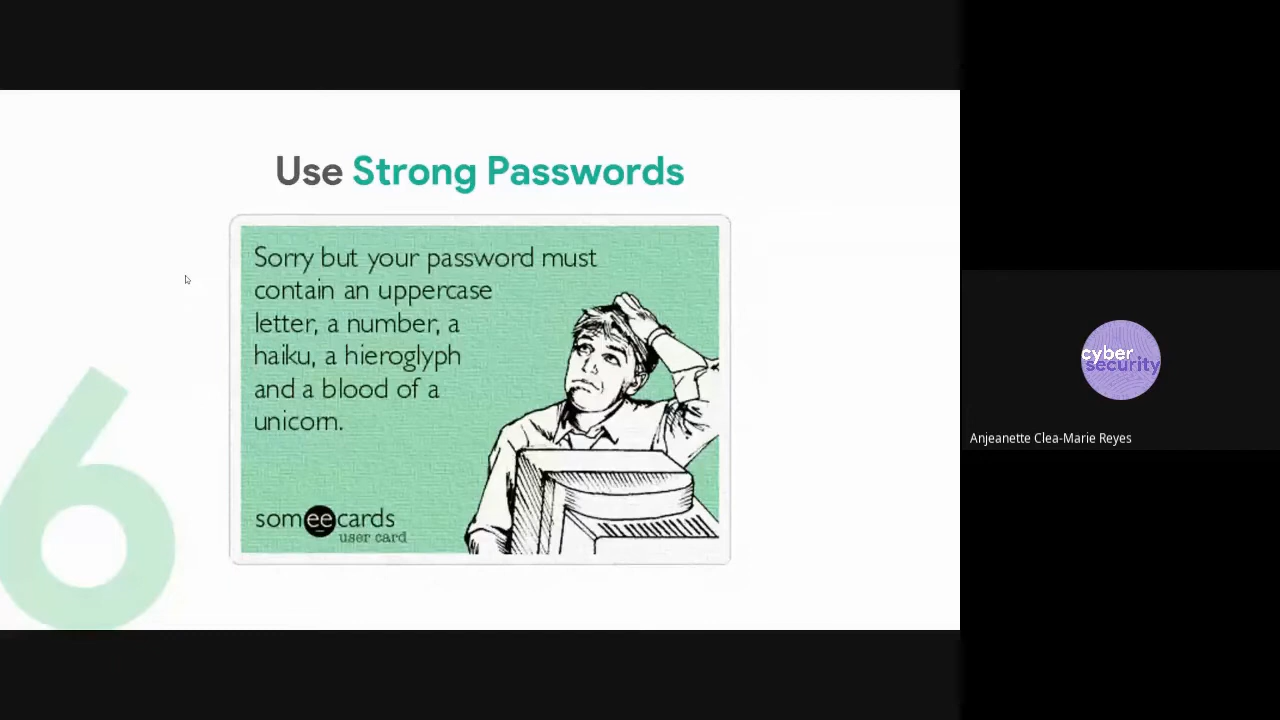 Use Strong Passwords
Sorry but your password must
contain an uppercase
letter, a number, a
haiku, a hieroglyph
and a blood of a
unicorn.
someecards
user card
6
cyber
security
Anjeanette Clea-Marie Reyes